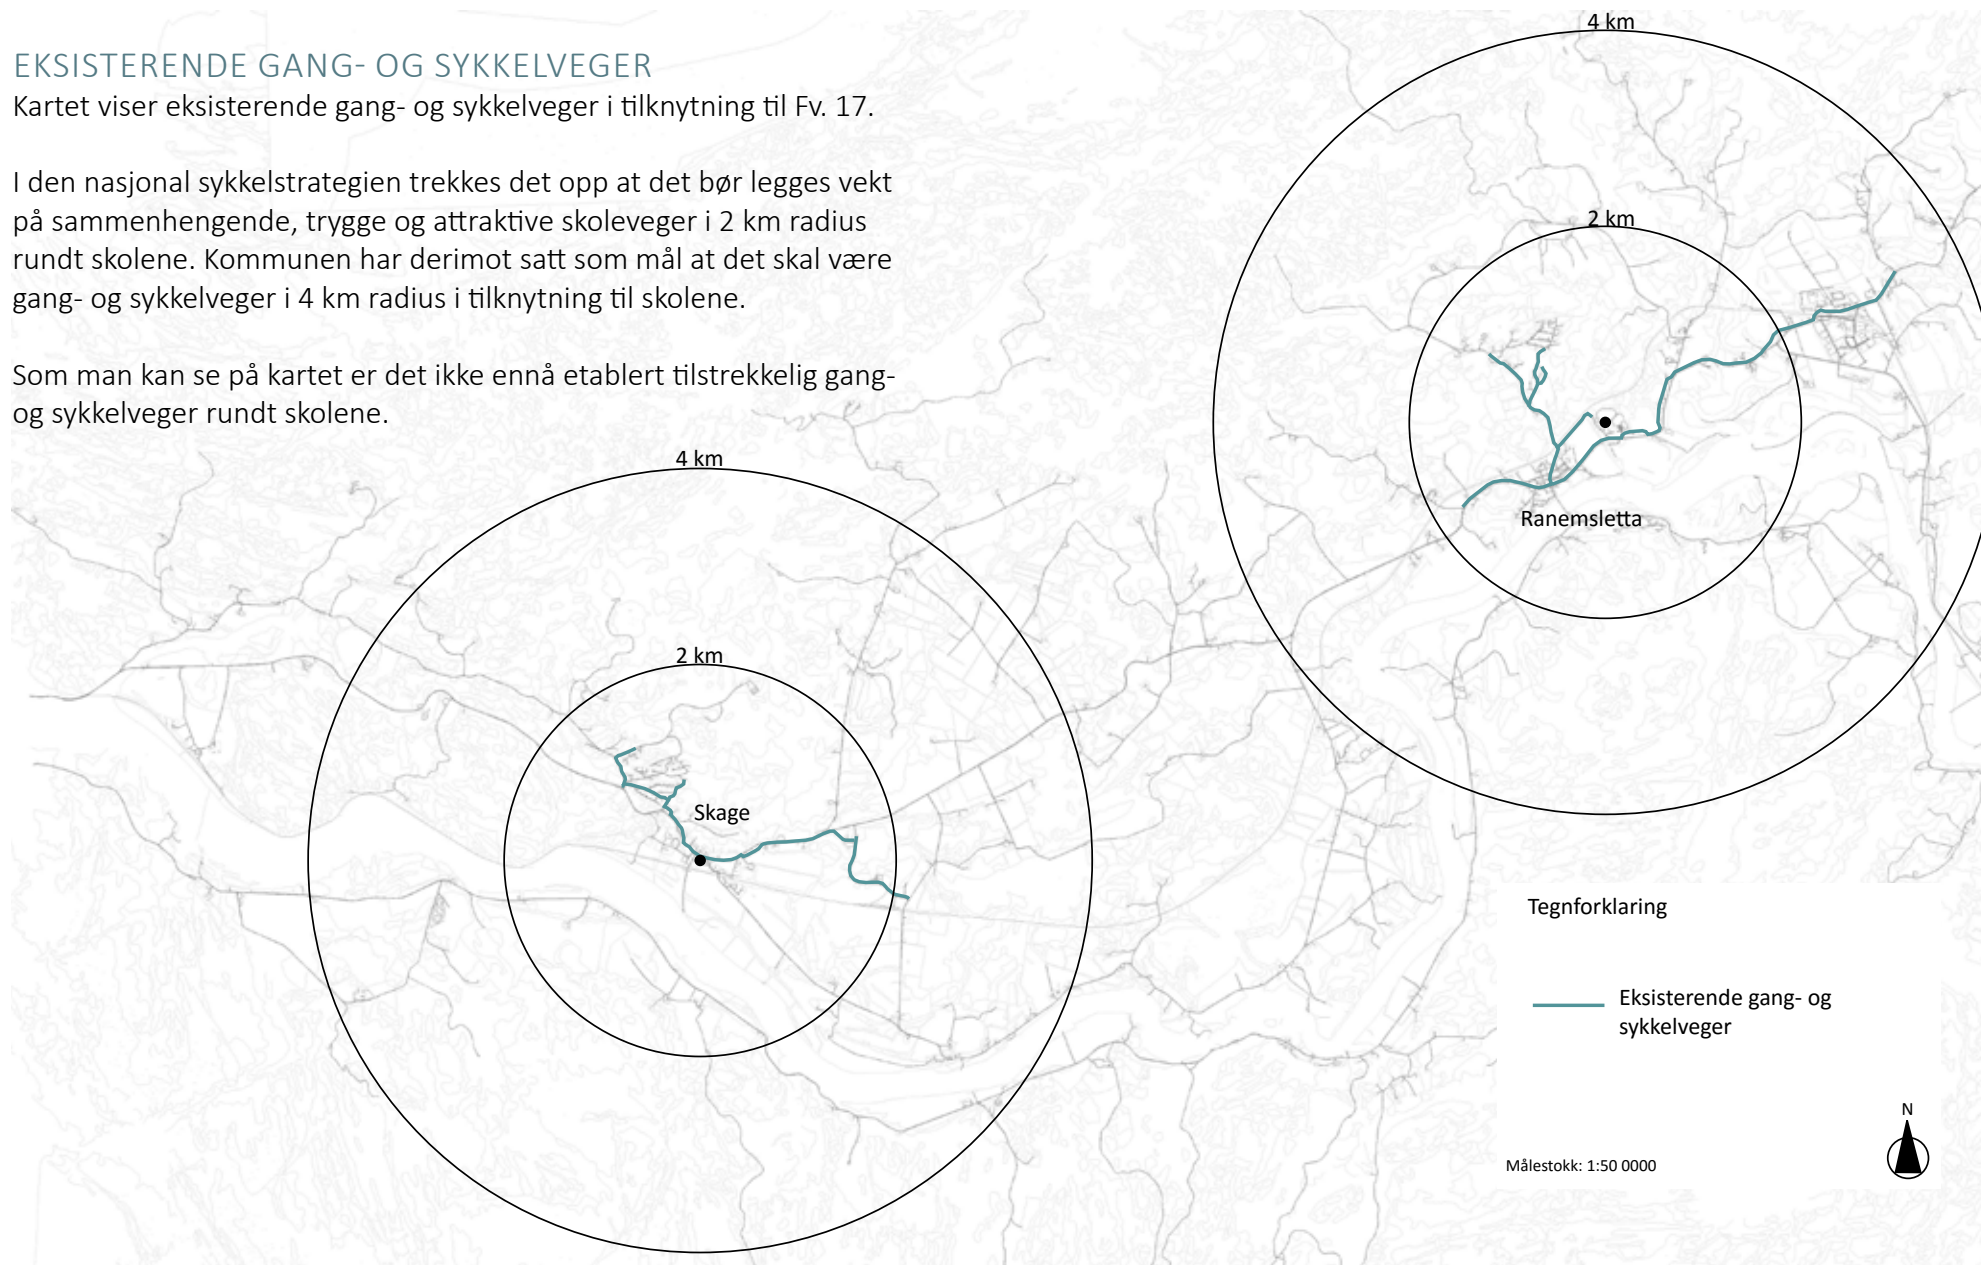 EKSISTERENDE GANG- OG SYKKELVEGER
Kartet viser eksisterende gang- og sykkelveger i tilknytning til Fv. 17.
I den nasjonal sykkelstrategien trekkes det opp at det bør legges vekt
på sammenhengende, trygge og attraktive skoleveger i 2 km radius
rundt skolene. Kommunen har derimot satt som mål at det skal være
gang- og sykkelveger i 4 km radius i tilknytning til skolene.
Som man kan se på kartet er det ikke ennå etablert tilstrekkelig gang-
og sykkelveger rundt skolene.
4 km
2 km
Ranemsletta
4 km
2 km
Skage
Tegnforklaring
Eksisterende gang- og
sykkelveger
N
Målestokk: 1:50 0000